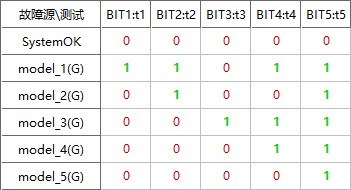 故障源\测试 BIT1:t1 BIT2:t2 BIT3:t3 BIT4:t4 BIT5:t5
SystemOK 0 0 0 0 0
model_1(G) 1 1 0 1 1
model_2(G) 0 1 0 0 1
model_3(G) 0 0 1 1 1
model_4(G) 0 0 0 1 1
model_5(G) 0 0 0 0 1